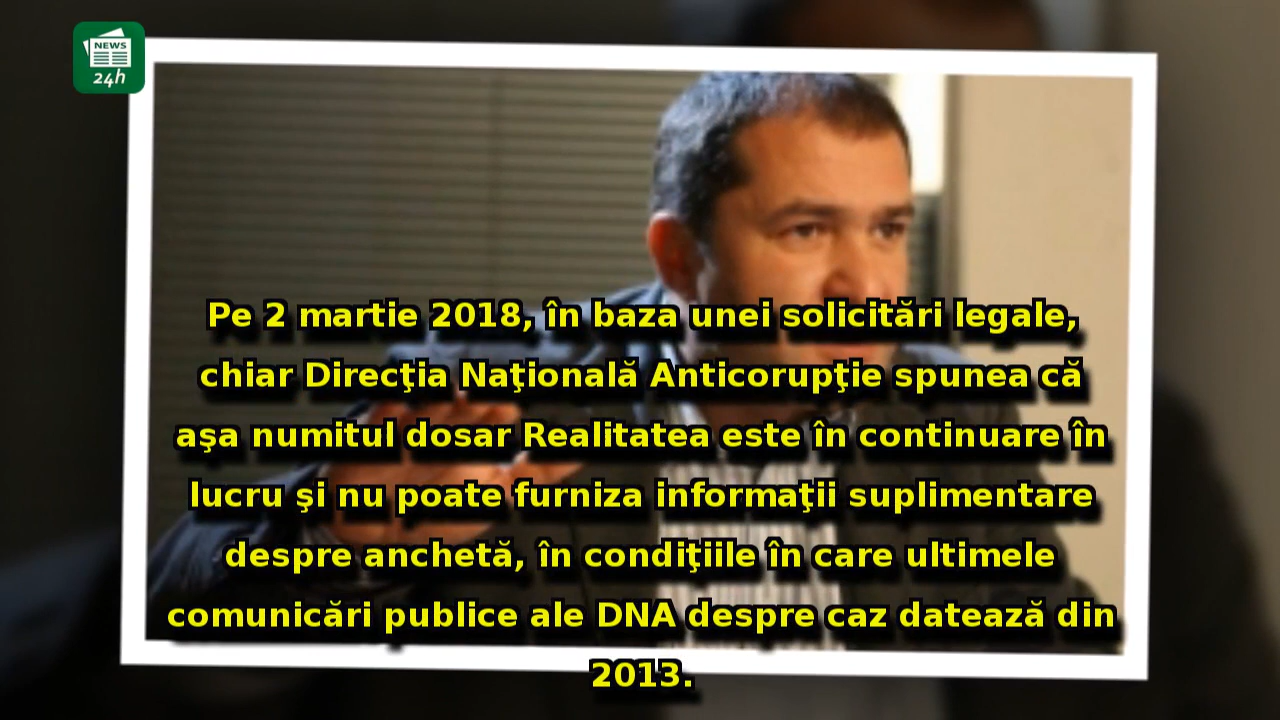 NEWS
24h
Pe 2 martie 2018, în baza unei solicitări legale,
chiar Direcţia Naţională Anticorupţie spunea că
aşa numitul dosar Realitatea este în continuare în
lucru şi nu poate furniza informaţii suplimentare
despre anchetă, în condiţiile în care ultimele
comunicări publice ale DNA despre caz datează din
2013.